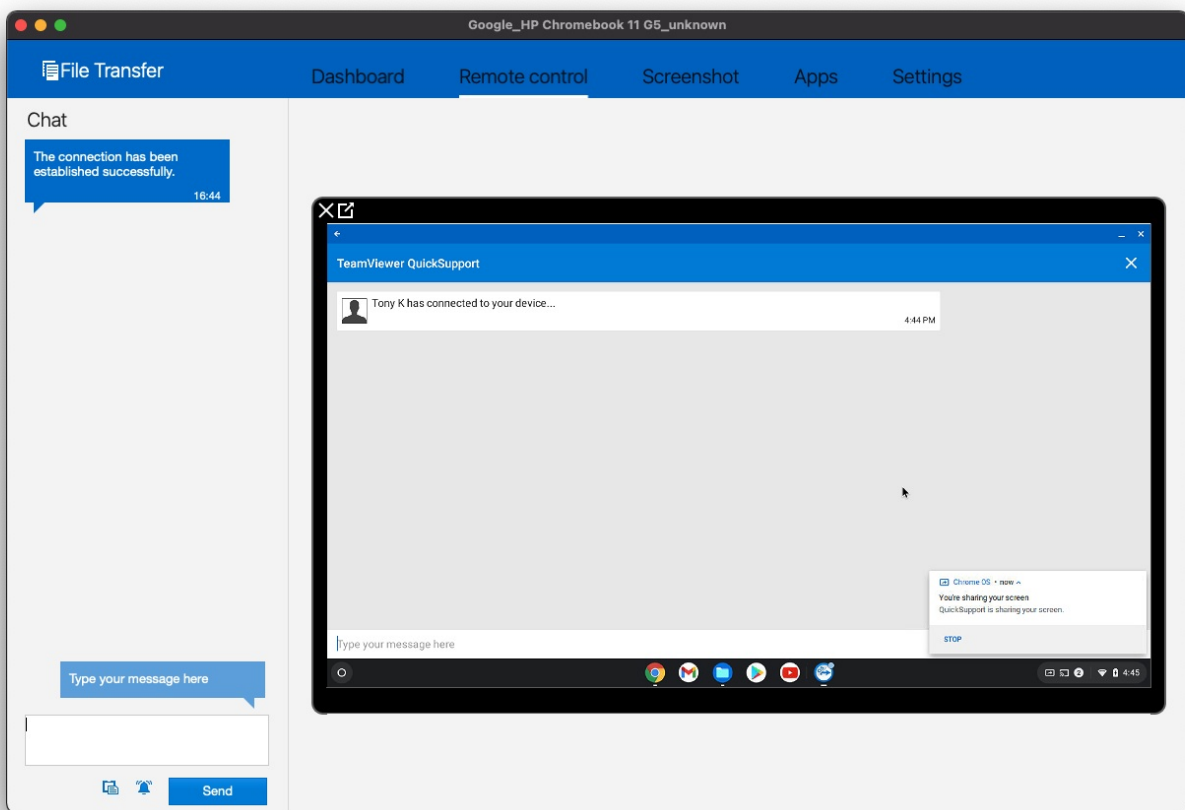 Google_HP Chromebook 11 G5_unknown
File Transfer
Dashboard
Remote control
Screenshot
Apps
Settings
Chat
The connection has been
established successfully.
16:44
TeamViewer QuickSupport
Tony K has connected to your device...
4:44 PM
Chrome OS • now
You're sharing your screen
QuickSupport is sharing your screen.
STOP
Type your message here
2
4:45
Type your message here
Send